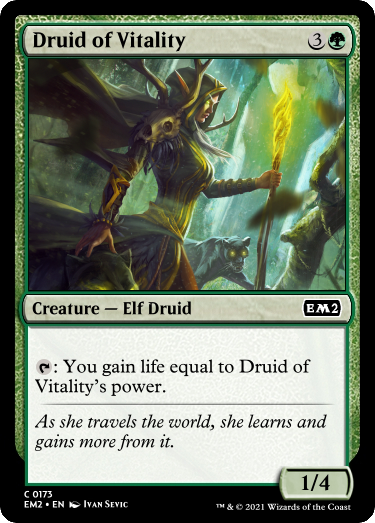 Druid of Vitality 3
Creature — Elf Druid EM2
: You gain life equal to Druid of
Vitality's power.
As she travels the world, she learns and
gains more from it.
1/4
C 0173
EM2 • EN Ivan Sevic
™ & © 2021 Wizards of the Coast